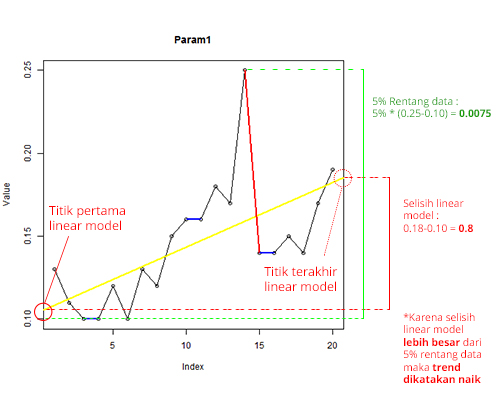 Param1
0.25
0.20
0.15
0.10
Value
5
10
15
20
Index
Titik pertama
linear model
Titik terakhir
linear model
5% Rentang data :
5% * (0.25-0.10) = 0.0075
Selisih linear
model :
0.18-0.10 = 0.8
*Karena selisih
linear model
lebih besar dari
5% rentang data
maka trend
dikatakan naik